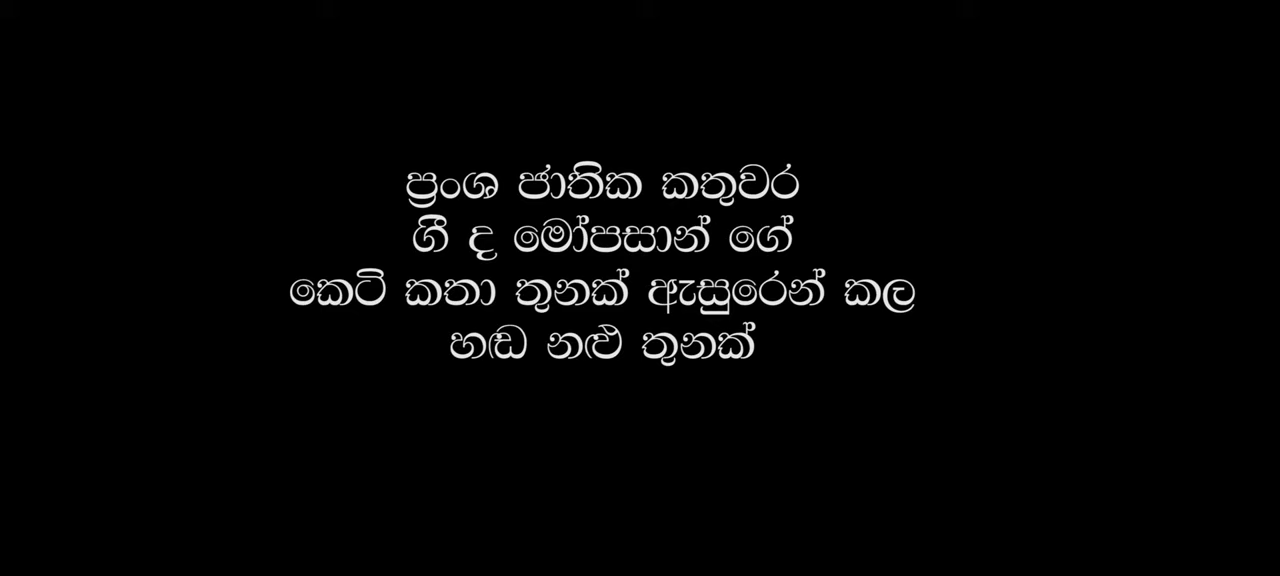 ප්‍රංශ ජාතික කතුවර
ගී ද මෝපසාන් ගේ
කෙටි කතා තුනක් ඇසුරෙන් කල
හඬ නළු තුනක්